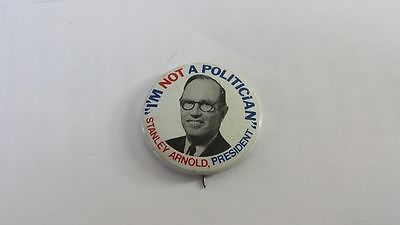 "I'M NOT A POLITiCiAN"
STANLEY ARNOLD, PRESIDENT